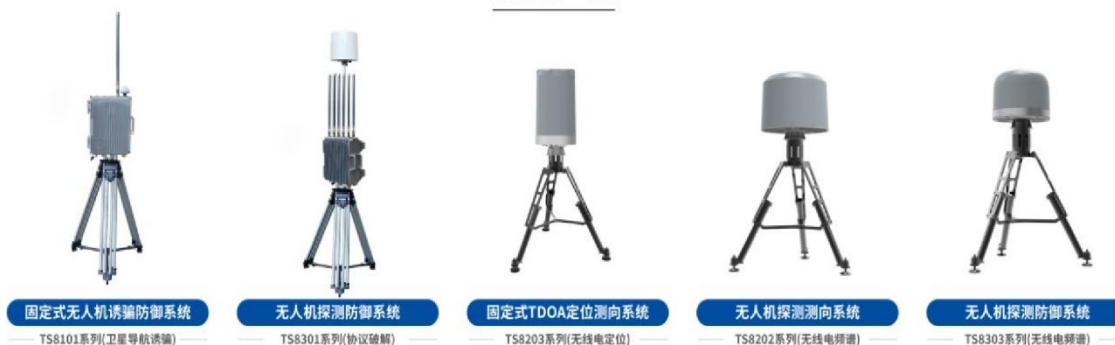 固定式无人机诱骗防御系统
TS8101系列(卫星导航诱骗)
无人机探测防御系统
TS8301系列(协议破解)
固定式TDOA定位测向系统
TS8203系列(无线电定位)
无人机探测测向系统
TS8202系列(无线电频谱)
无人机探测防御系统
TS8303系列(无线电频谱)